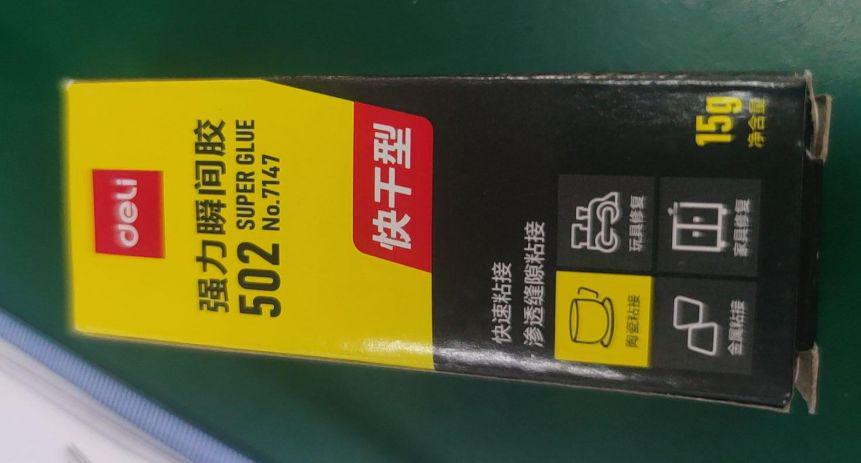 deli
强力瞬间胶
502 SUPER GLUE
No.7147
快干型
快速粘接
渗透缝隙粘接
陶瓷粘接
玩具修复
金属粘接
家具修复
15g
净含量